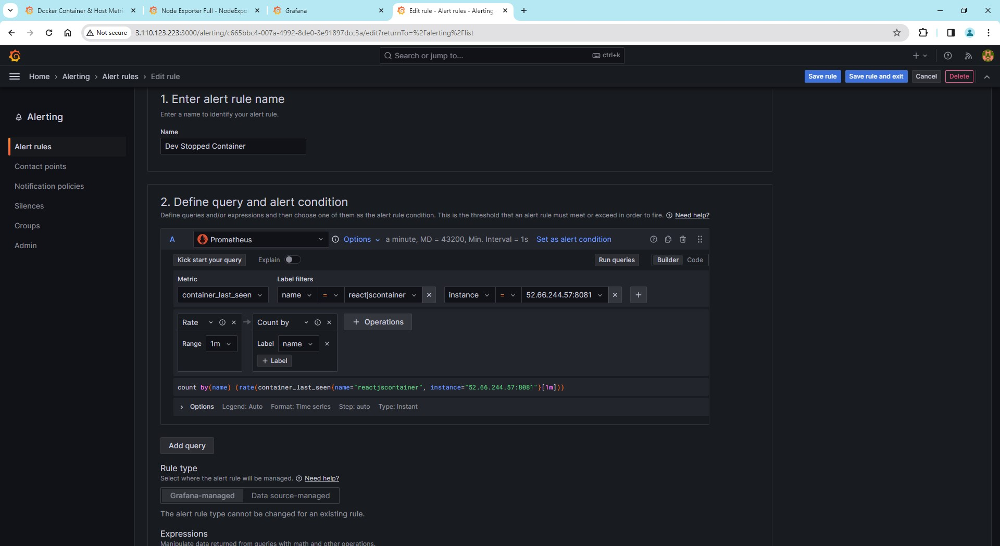 Docker Container & Host Metri
Node Exporter Full - NodeExpo
Grafana
Edit rule - Alert rules - Alerting
Not secure
3.110.123.223:3000/alerting/c665bbc4-007a-4992-8de0-3e91897dcc3a/edit?returnTo=%2Falerting%2Flist
Search or jump to...
ctrl+k
Home › Alerting › Alert rules › Edit rule
Save rule
Save rule and exit
Cancel
Delete
Alerting
Alert rules
Contact points
Notification policies
Silences
Groups
Admin
1. Enter alert rule name
Enter a name to identify your alert rule.
Name
Dev Stopped Container
2. Define query and alert condition
Define queries and/or expressions and then choose one of them as the alert rule condition. This is the threshold that an alert rule must meet or exceed in order to fire. Need help?
A Prometheus Options a minute, MD = 43200, Min. Interval = 1s Set as alert condition
Kick start your query Explain Run queries Builder Code
Metric Label filters
container_last_seen name = reactjscontainer instance = 52.66.244.57:8081
Rate Count by + Operations
Range 1m Label name
+ Label
count by(name) (rate(container_last_seen{name="reactjscontainer", instance="52.66.244.57:8081"}[1m]))
Options Legend: Auto Format: Time series Step: auto Type: Instant
Add query
Rule type
Select where the alert rule will be managed. Need help?
Grafana-managed Data source-managed
The alert rule type cannot be changed for an existing rule.
Expressions
Manipulate data returned from queries with math and other operations.